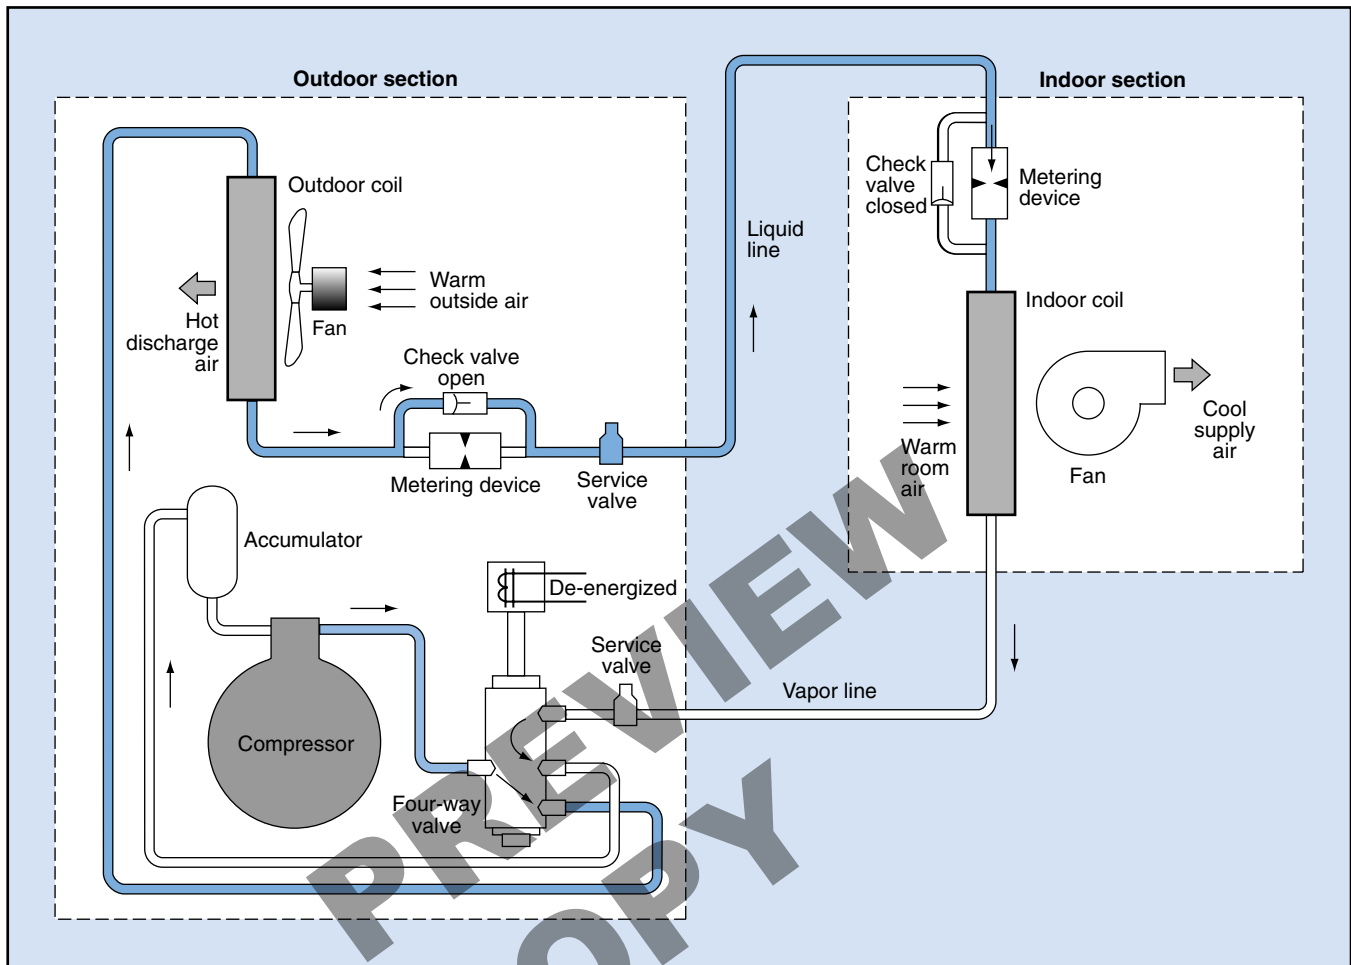 Outdoor section
Indoor section
Outdoor coil
Check
valve
closed
Metering
device
Liquid
line
Warm
outside air
Fan
Hot
discharge
air
Indoor coil
Check valve
open
Metering device
Service
valve
Warm
room
air
Fan
Cool
supply
air
Accumulator
De-energized
Service
valve
Vapor line
Compressor
Four-way
valve
PREVIEW
OPY